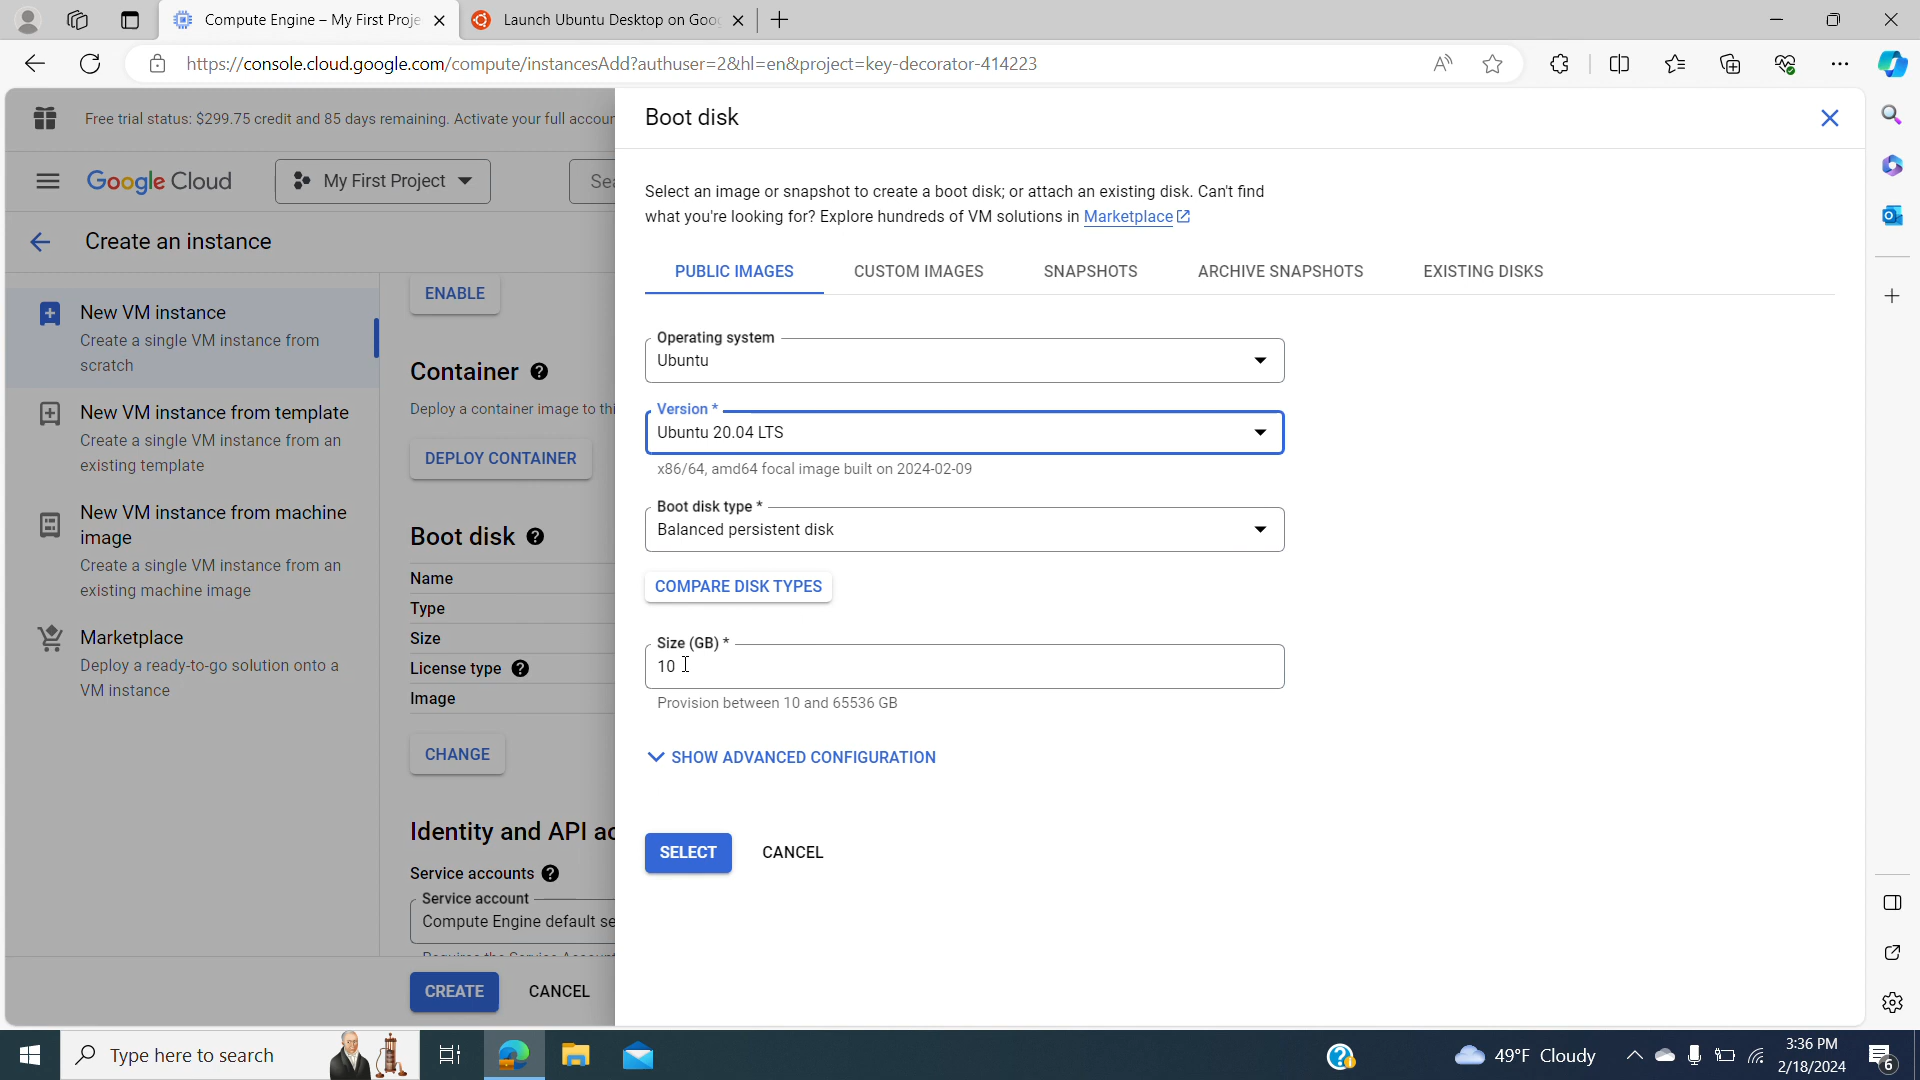 Compute Engine – My First Proje
Launch Ubuntu Desktop on Goo
https://console.cloud.google.com/compute/instancesAdd?authuser=2&hl=en&project=key-decorator-414223
Free trial status: $299.75 credit and 85 days remaining. Activate your full accou
Google Cloud
My First Project
Sea
Create an instance
New VM instance
Create a single VM instance from
scratch
New VM instance from template
Create a single VM instance from an
existing template
New VM instance from machine
image
Create a single VM instance from an
existing machine image
Marketplace
Deploy a ready-to-go solution onto a
VM instance
ENABLE
Container
Deploy a container image to thi
DEPLOY CONTAINER
Boot disk
Name
Type
Size
License type
Image
CHANGE
Identity and API ac
Service accounts
Service account
Compute Engine default se
Requires the Service Account
CREATE
CANCEL
Boot disk
Select an image or snapshot to create a boot disk; or attach an existing disk. Can't find
what you're looking for? Explore hundreds of VM solutions in Marketplace
PUBLIC IMAGES
CUSTOM IMAGES
SNAPSHOTS
ARCHIVE SNAPSHOTS
EXISTING DISKS
Operating system
Ubuntu
Version *
Ubuntu 20.04 LTS
x86/64, amd64 focal image built on 2024-02-09
Boot disk type *
Balanced persistent disk
COMPARE DISK TYPES
Size (GB) *
10
Provision between 10 and 65536 GB
SHOW ADVANCED CONFIGURATION
SELECT
CANCEL
Type here to search
49°F Cloudy
3:36 PM
2/18/2024
6